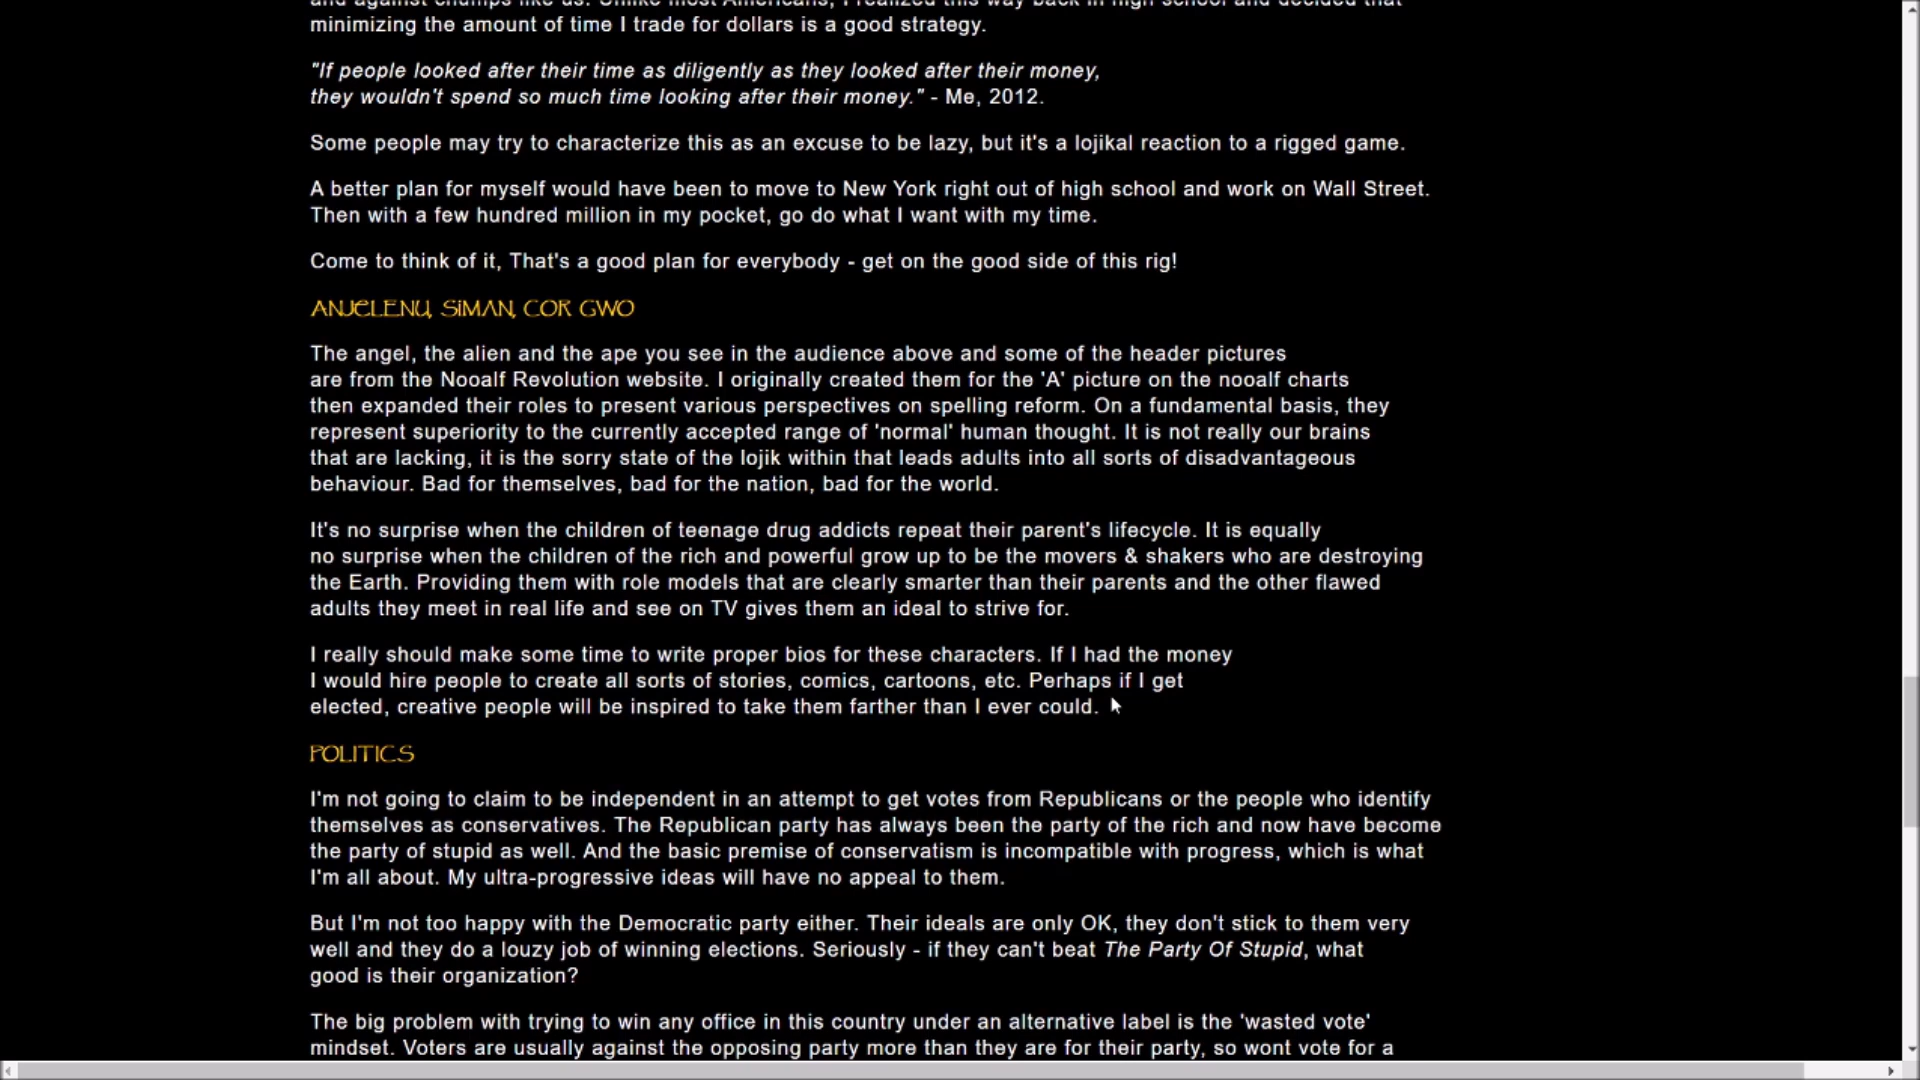 and against chumps like us. Unlike most Americans, I realized this way back in high school and decided that
minimizing the amount of time I trade for dollars is a good strategy.
"If people looked after their time as diligently as they looked after their money,
they wouldn't spend so much time looking after their money." - Me, 2012.
Some people may try to characterize this as an excuse to be lazy, but it's a lojikal reaction to a rigged game.
A better plan for myself would have been to move to New York right out of high school and work on Wall Street.
Then with a few hundred million in my pocket, go do what I want with my time.
Come to think of it, That's a good plan for everybody - get on the good side of this rig!
ANJELENU, SIMAN, COR GWO
The angel, the alien and the ape you see in the audience above and some of the header pictures
are from the Nooalf Revolution website. I originally created them for the 'A' picture on the nooalf charts
then expanded their roles to present various perspectives on spelling reform. On a fundamental basis, they
represent superiority to the currently accepted range of 'normal' human thought. It is not really our brains
that are lacking, it is the sorry state of the lojik within that leads adults into all sorts of disadvantageous
behaviour. Bad for themselves, bad for the nation, bad for the world.
It's no surprise when the children of teenage drug addicts repeat their parent's lifecycle. It is equally
no surprise when the children of the rich and powerful grow up to be the movers & shakers who are destroying
the Earth. Providing them with role models that are clearly smarter than their parents and the other flawed
adults they meet in real life and see on TV gives them an ideal to strive for.
I really should make some time to write proper bios for these characters. If I had the money
I would hire people to create all sorts of stories, comics, cartoons, etc. Perhaps if I get
elected, creative people will be inspired to take them farther than I ever could.
POLITICS
I'm not going to claim to be independent in an attempt to get votes from Republicans or the people who identify
themselves as conservatives. The Republican party has always been the party of the rich and now have become
the party of stupid as well. And the basic premise of conservatism is incompatible with progress, which is what
I'm all about. My ultra-progressive ideas will have no appeal to them.
But I'm not too happy with the Democratic party either. Their ideals are only OK, they don't stick to them very
well and they do a louzy job of winning elections. Seriously - if they can't beat The Party Of Stupid, what
good is their organization?
The big problem with trying to win any office in this country under an alternative label is the 'wasted vote'
mindset. Voters are usually against the opposing party more than they are for their party, so wont vote for a